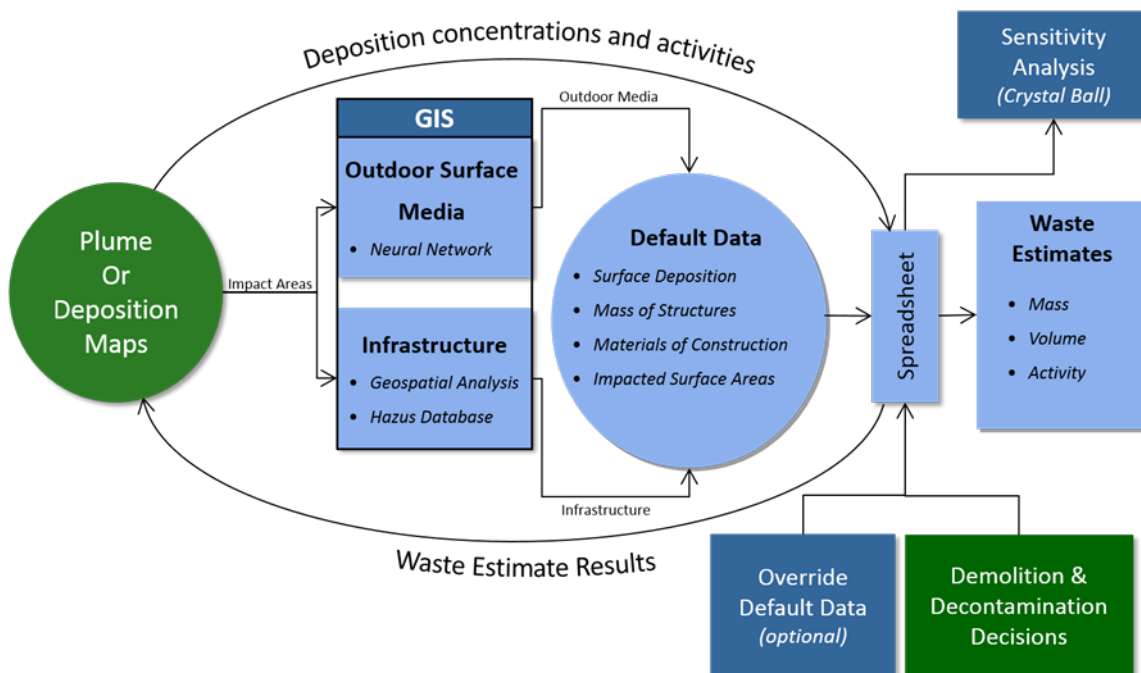 Deposition concentrations and activities
Sensitivity
Analysis
(Crystal Ball)
Outdoor Media
GIS
Outdoor Surface
Media
• Neural Network
Plume
Or
Deposition
Maps
Impact Areas
Infrastructure
• Geospatial Analysis
• Hazus Database
Default Data
• Surface Deposition
• Mass of Structures
• Materials of Construction
• Impacted Surface Areas
Spreadsheet
Waste
Estimates
• Mass
• Volume
• Activity
Infrastructure
Waste Estimate Results
Override
Default Data
(optional)
Demolition &
Decontamination
Decisions